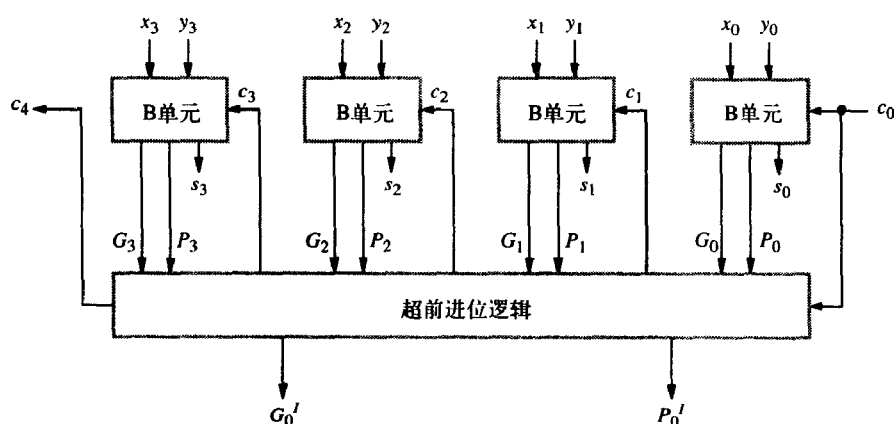 x₃ y₃ x₂ y₂ x₁ y₁ x₀ y₀
c₄ B单元 c₃ B单元 c₂ B单元 c₁ B单元 c₀
s₃ s₂ s₁ s₀
G₃ P₃ G₂ P₂ G₁ P₁ G₀ P₀
超前进位逻辑
G₀ᴵ P₀ᴵ